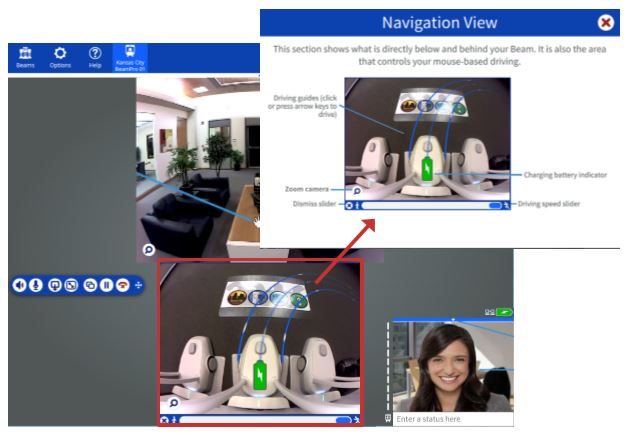 Navigation View
This section shows what is directly below and behind your Beam. It is also the area
that controls your mouse-based driving.
Driving guides (click
or press arrow keys to
drive)
Charging battery indicator
Zoom camera
Dismiss slider
Driving speed slider
Beams
Options
Help
Kansas City
BeamPro 01
Enter a status here